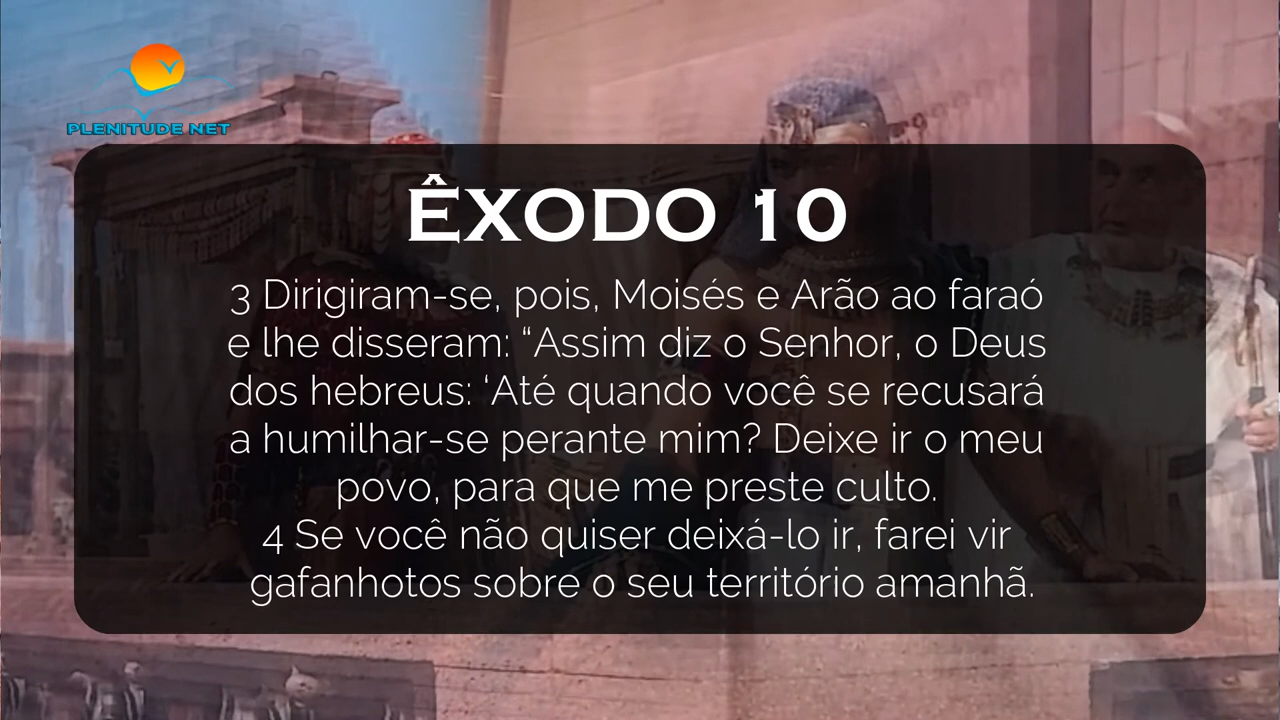 PLENITUDE NET
ÊXODO 10
3 Dirigiram-se, pois, Moisés e Arão ao faraó
e lhe disseram: “Assim diz o Senhor, o Deus
dos hebreus: ‘Até quando você se recusará
a humilhar-se perante mim? Deixe ir o meu
povo, para que me preste culto.
4 Se você não quiser deixá-lo ir, farei vir
gafanhotos sobre o seu território amanhã.